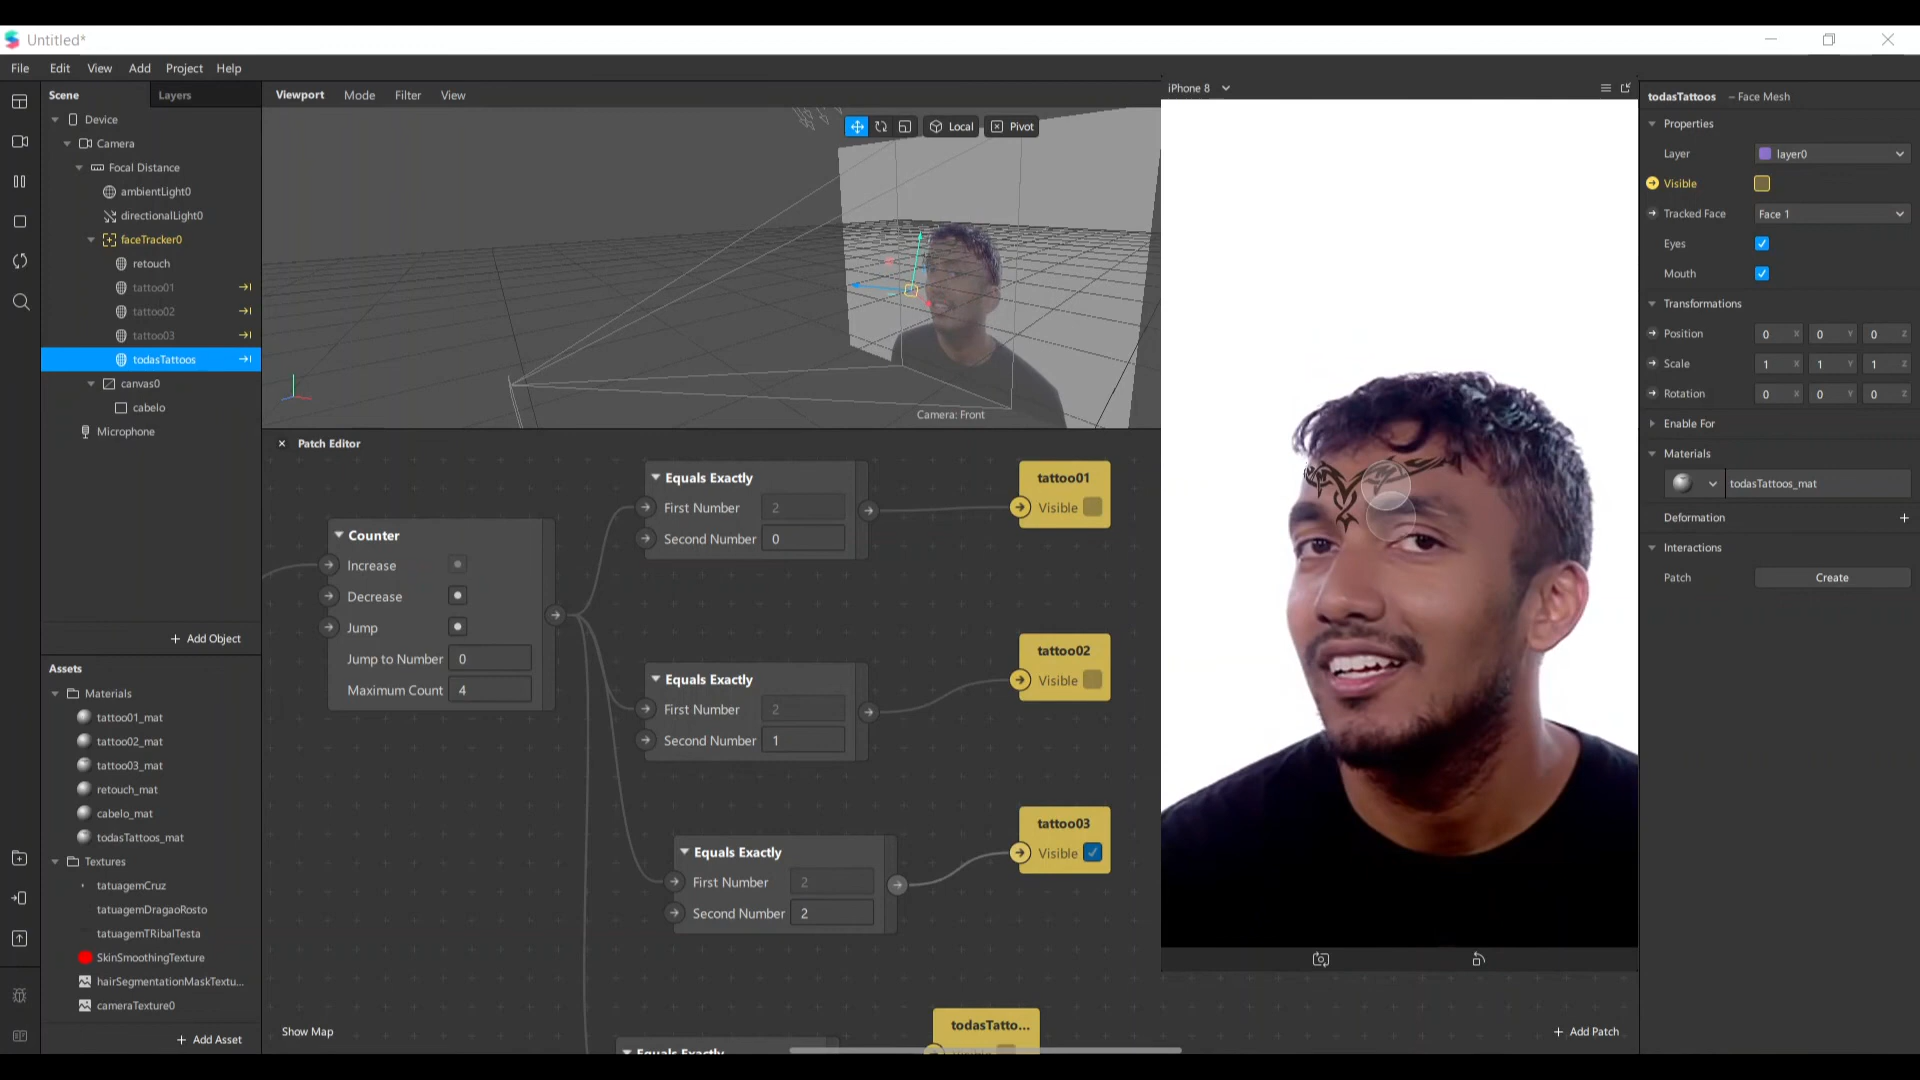 Untitled*
File Edit View Add Project Help
Scene Layers
Device
Camera
Focal Distance
ambientLight0
directionalLight0
faceTracker0
retouch
tattoo01
tattoo02
tattoo03
todasTattoos
canvas0
cabelo
Microphone
+ Add Object
Assets
Materials
tattoo01_mat
tattoo02_mat
tattoo03_mat
retouch_mat
cabelo_mat
todasTattoos_mat
Textures
tatuagemCruz
tatuagemDragaoRosto
tatuagemTRibalTesta
SkinSmoothingTexture
hairSegmentationMaskTextu...
cameraTexture0
+ Add Asset
Viewport Mode Filter View
Local Pivot
Camera: Front
Patch Editor
Counter
Increase
Decrease
Jump
Jump to Number 0
Maximum Count 4
Equals Exactly
First Number 2
Second Number 0
tattoo01
Visible
Equals Exactly
First Number 2
Second Number 1
tattoo02
Visible
Equals Exactly
First Number 2
Second Number 2
tattoo03
Visible
Equals Exactly
todasTatto...
Visible
Show Map
+ Add Patch
iPhone 8
todasTattoos – Face Mesh
Properties
Layer layer0
Visible
Tracked Face Face 1
Eyes
Mouth
Transformations
Position 0 X 0 Y 0 Z
Scale 1 X 1 Y 1 Z
Rotation 0 X 0 Y 0 Z
Enable For
Materials
todasTattoos_mat
Deformation +
Interactions
Patch Create